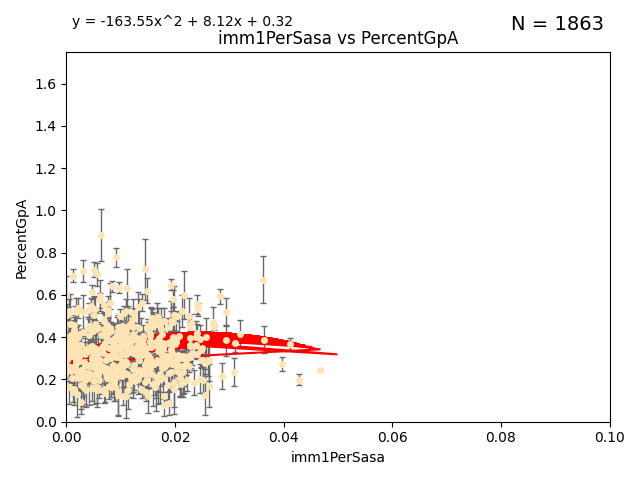 y = -163.55x^2 + 8.12x + 0.32
N = 1863
imm1PerSasa vs PercentGpA
PercentGpA
1.6
1.4
1.2
1.0
0.8
0.6
0.4
0.2
0.0
0.00 0.02 0.04 0.06 0.08 0.10
imm1PerSasa